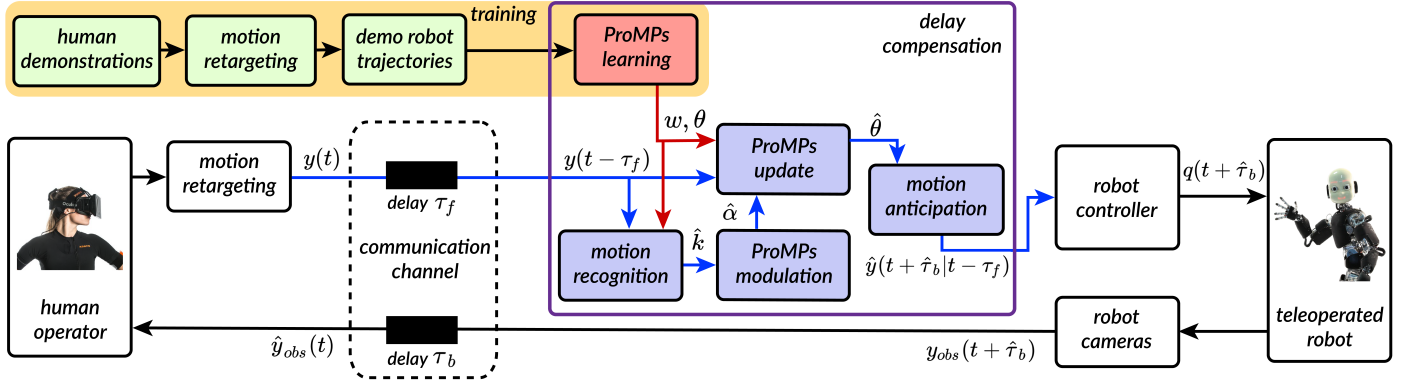 training
human
demonstrations
motion
retargeting
demo robot
trajectories
ProMPs
learning
delay
compensation
human
operator
motion
retargeting
y(t)
delay τ_f
communication
channel
delay τ_b
y(t − τ_f)
w, θ
ProMPs
update
θ̂
motion
recognition
k̂
α̂
ProMPs
modulation
motion
anticipation
ŷ(t + τ̂_b|t − τ_f)
robot
controller
q(t + τ̂_b)
teleoperated
robot
robot
cameras
y_obs(t + τ̂_b)
ŷ_obs(t)